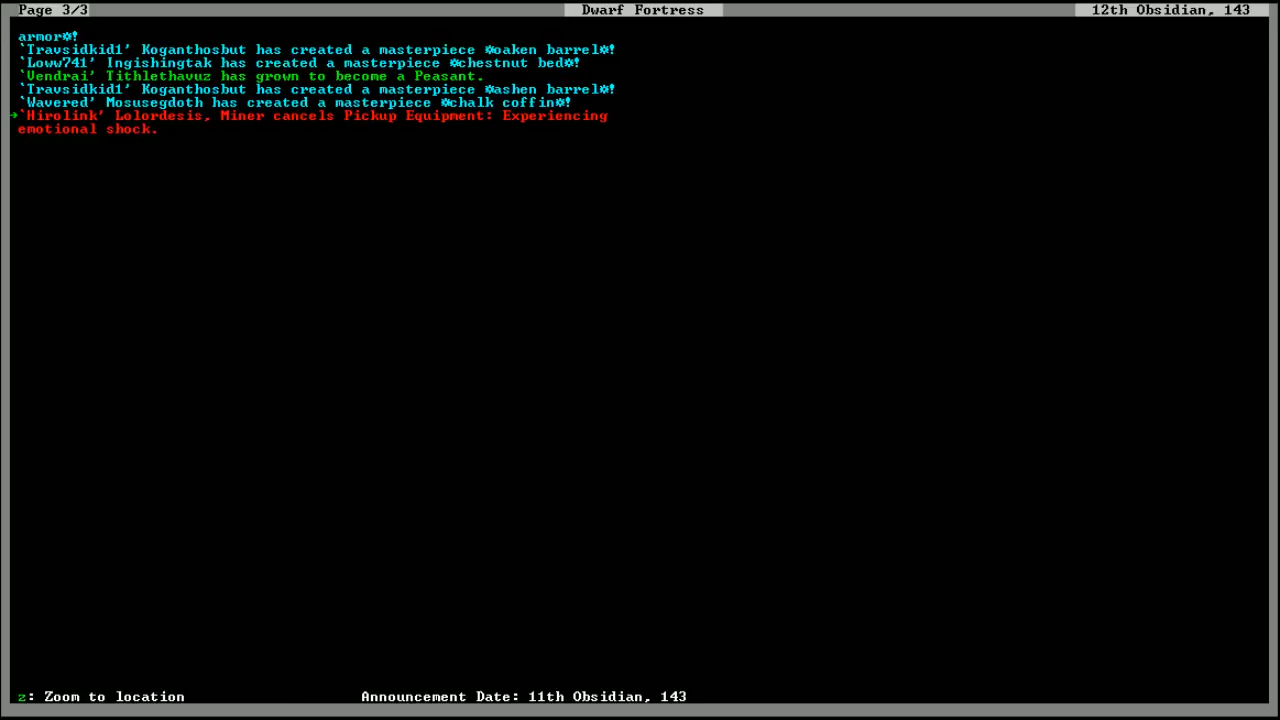 Page 3/3 Dwarf Fortress 12th Obsidian, 143
armor☼!
`Travsidkid1' Koganthosbut has created a masterpiece ☼oaken barrel☼!
`Loww741' Ingishingtak has created a masterpiece ☼chestnut bed☼!
`Vendrai' Tithlethavuz has grown to become a Peasant.
`Travsidkid1' Koganthosbut has created a masterpiece ☼ashen barrel☼!
`Wavered' Mosusegdoth has created a masterpiece ☼chalk coffin☼!
→`Hirolink' Lolordesis, Miner cancels Pickup Equipment: Experiencing
emotional shock.
z: Zoom to location Announcement Date: 11th Obsidian, 143